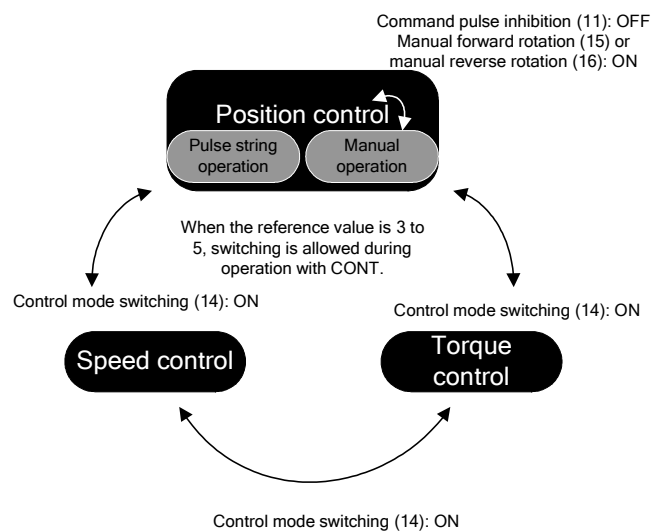 Command pulse inhibition (11): OFF
Manual forward rotation (15) or
manual reverse rotation (16): ON
Position control
Pulse string
operation
Manual
operation
When the reference value is 3 to
5, switching is allowed during
operation with CONT.
Control mode switching (14): ON
Control mode switching (14): ON
Speed control
Torque
control
Control mode switching (14): ON